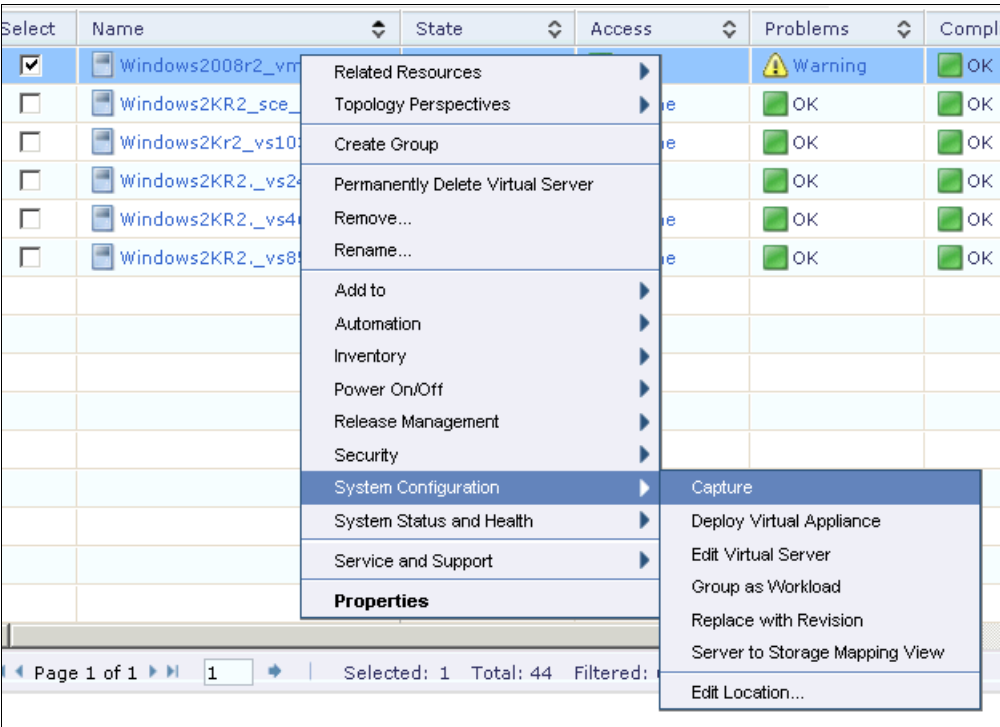 Select Name State Access Problems Compl
Windows2008r2_vm Warning OK
Windows2KR2_sce_ OK OK
Windows2Kr2_vs10 OK OK
Windows2KR2._vs24 OK OK
Windows2KR2._vs4 OK OK
Windows2KR2._vs85 OK OK
Related Resources
Topology Perspectives
Create Group
Permanently Delete Virtual Server
Remove...
Rename...
Add to
Automation
Inventory
Power On/Off
Release Management
Security
System Configuration
System Status and Health
Service and Support
Properties
Capture
Deploy Virtual Appliance
Edit Virtual Server
Group as Workload
Replace with Revision
Server to Storage Mapping View
Edit Location...
Page 1 of 1 1 Selected: 1 Total: 44 Filtered: